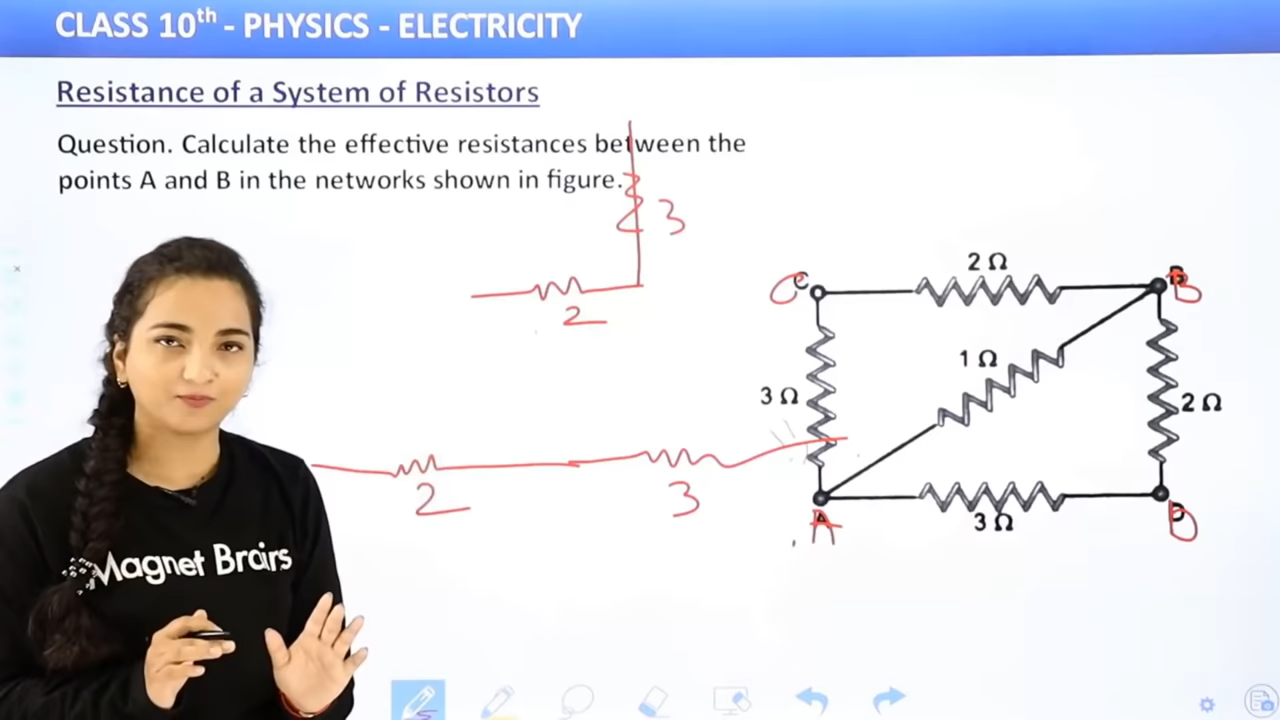 CLASS 10th - PHYSICS - ELECTRICITY
Resistance of a System of Resistors
Question. Calculate the effective resistances between the
points A and B in the networks shown in figure.
3
2
2 Ω
C
B
1 Ω
3 Ω
2 Ω
2
3
3 Ω
A
D
Magnet Brains